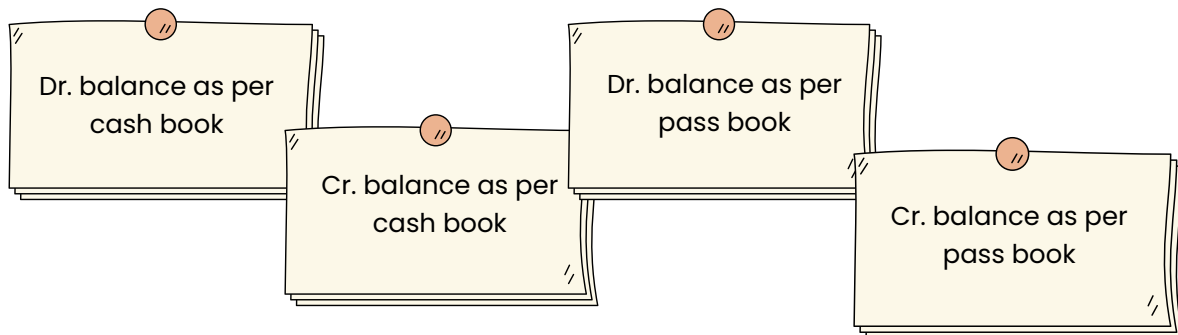 Dr. balance as per
cash book
Cr. balance as per
cash book
Dr. balance as per
pass book
Cr. balance as per
pass book